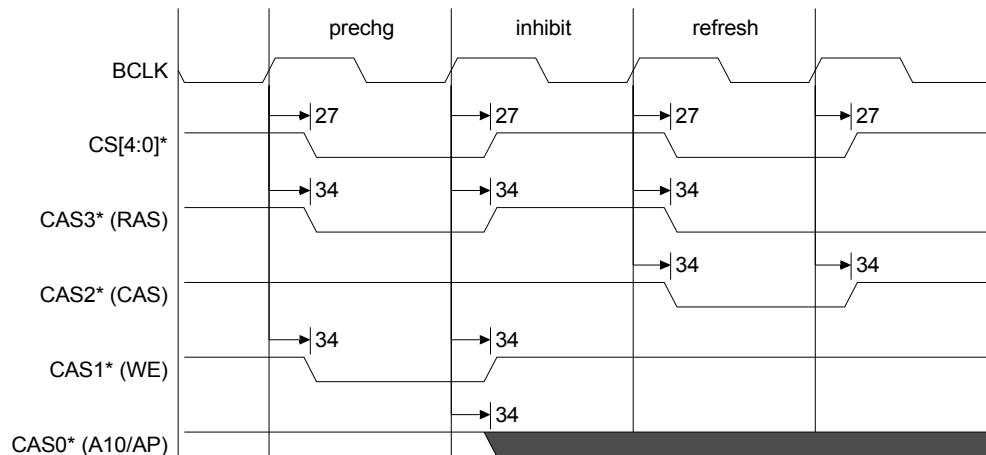 prechg inhibit refresh
BCLK
27 27 27 27
CS[4:0]*
34 34 34
CAS3* (RAS)
34 34
CAS2* (CAS)
34 34
CAS1* (WE)
34
CAS0* (A10/AP)